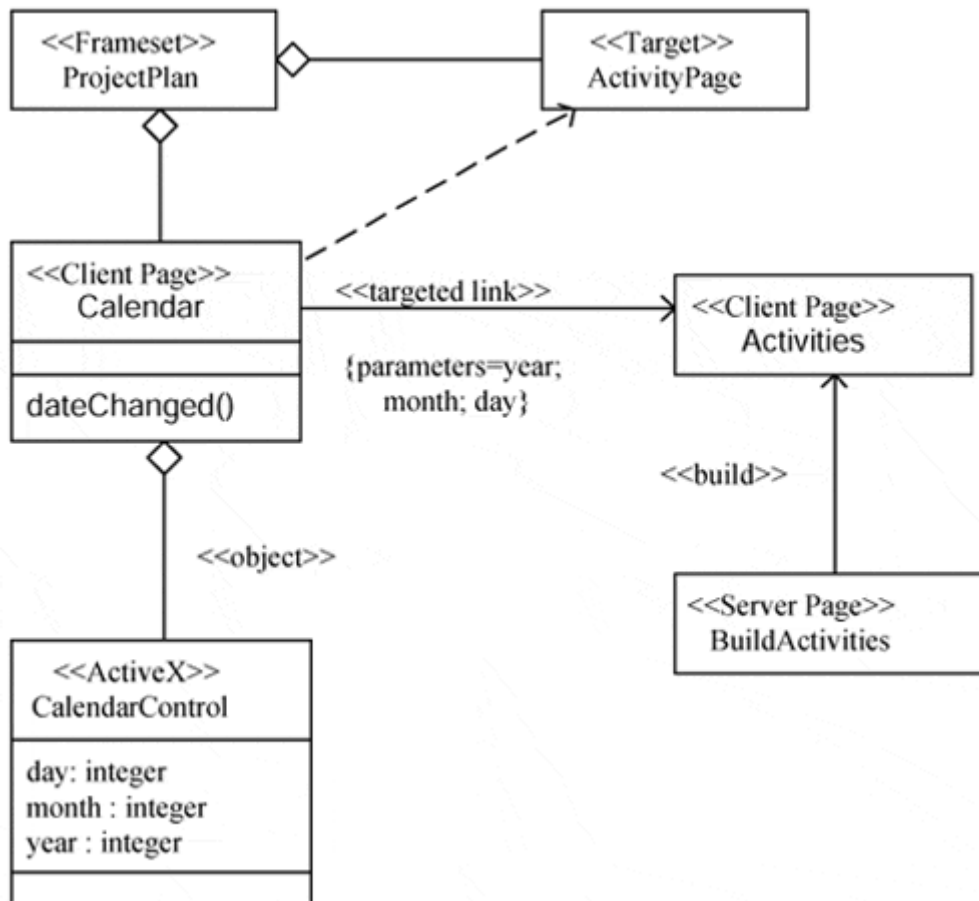 <<Frameset>>
ProjectPlan
<<Target>>
ActivityPage
<<Client Page>>
Calendar
dateChanged()
<<targeted link>>
{parameters=year;
month; day}
<<Client Page>>
Activities
<<build>>
<<Server Page>>
BuildActivities
<<object>>
<<ActiveX>>
CalendarControl
day: integer
month : integer
year : integer